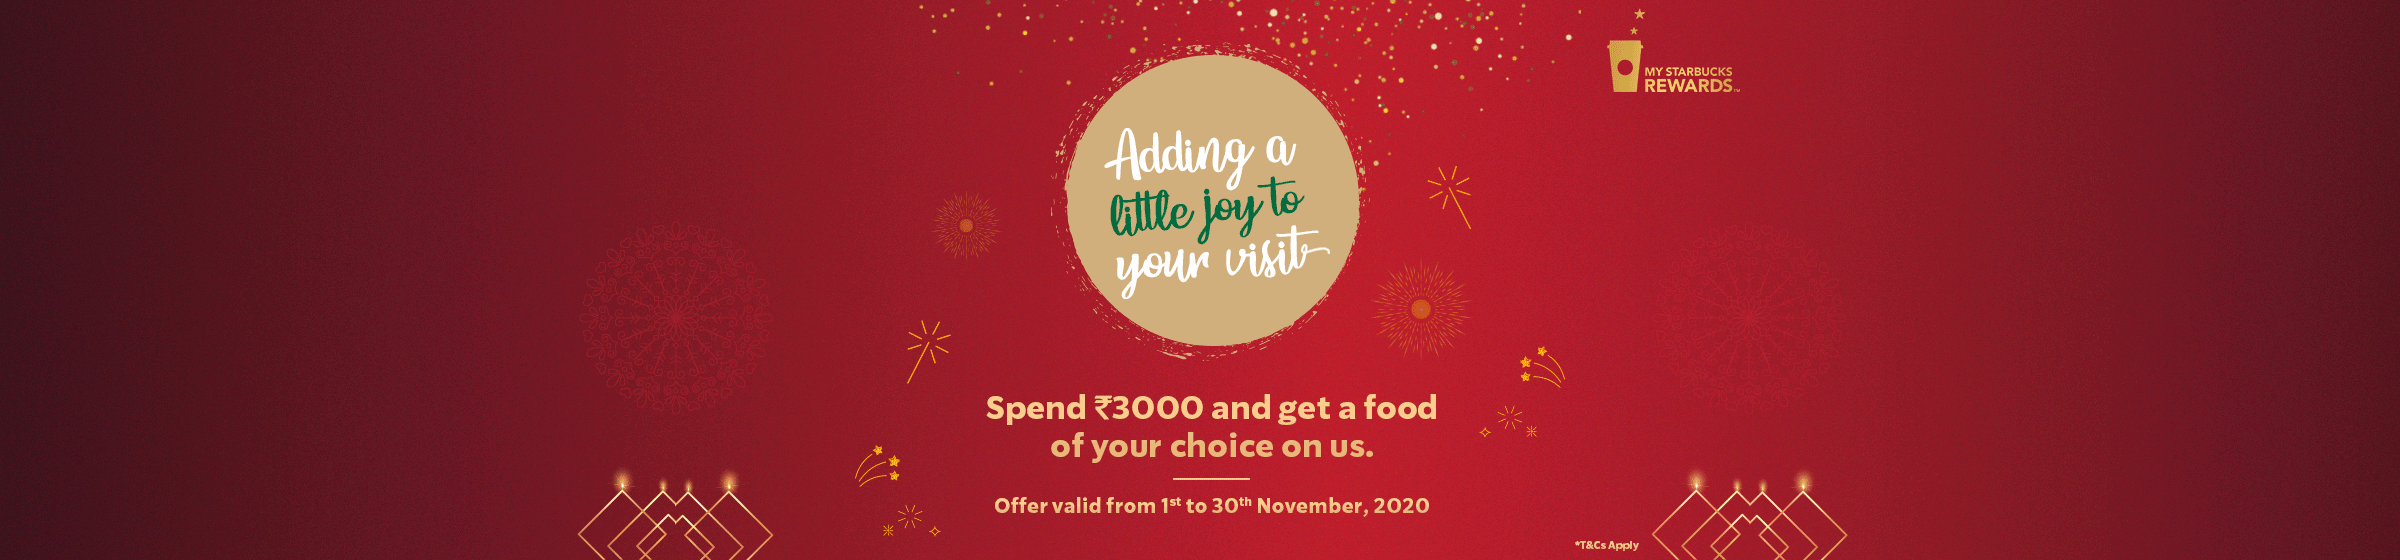 MY STARBUCKS
REWARDS™
Adding a
little joy to
your visit
Spend ₹3000 and get a food
of your choice on us.
Offer valid from 1st to 30th November, 2020
*T&Cs Apply